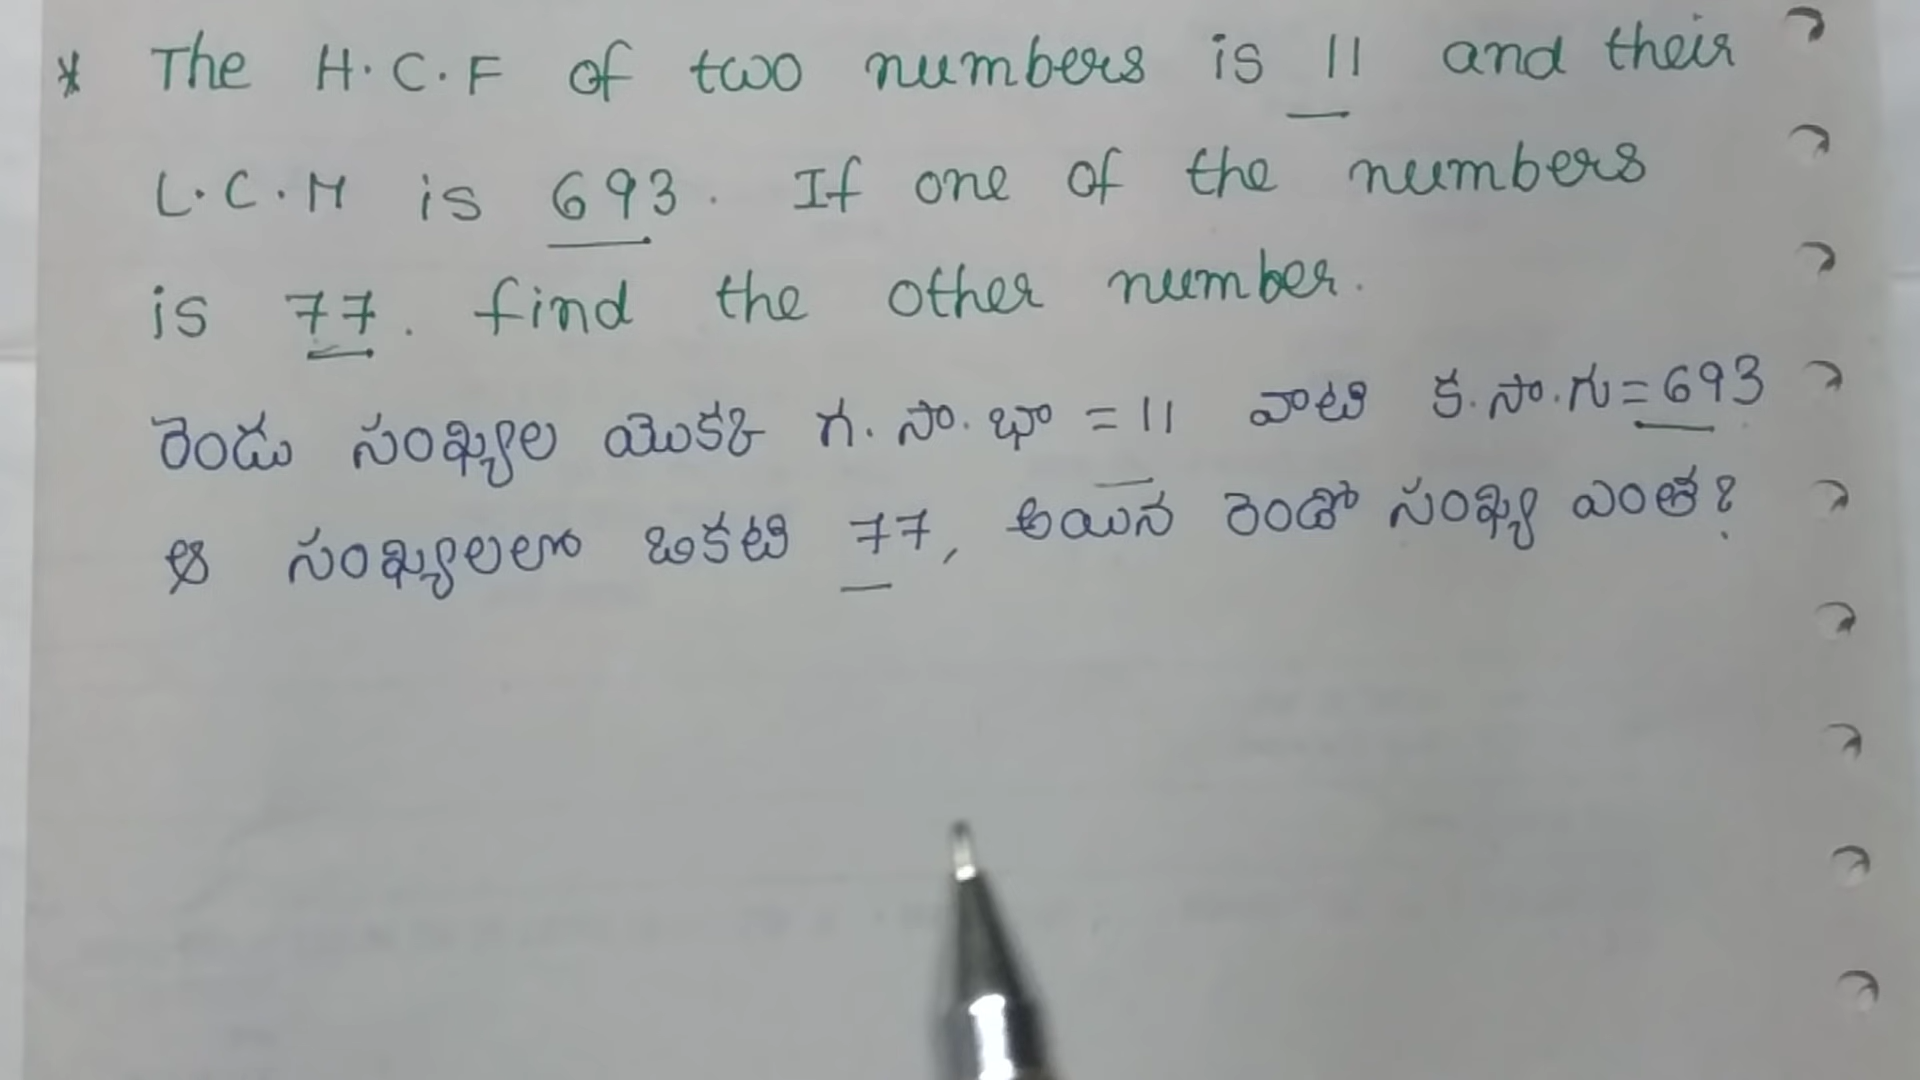 * The H.C.F of two numbers is 11 and their
L.C.M is 693. If one of the numbers
is 77. find the other number.
రెండు సంఖ్యల యొక్క గ.సా.భా = 11 వాటి క.సా.గు = 693
ఆ సంఖ్యలలో ఒకటి 77, అయిన రెండో సంఖ్య ఎంత?